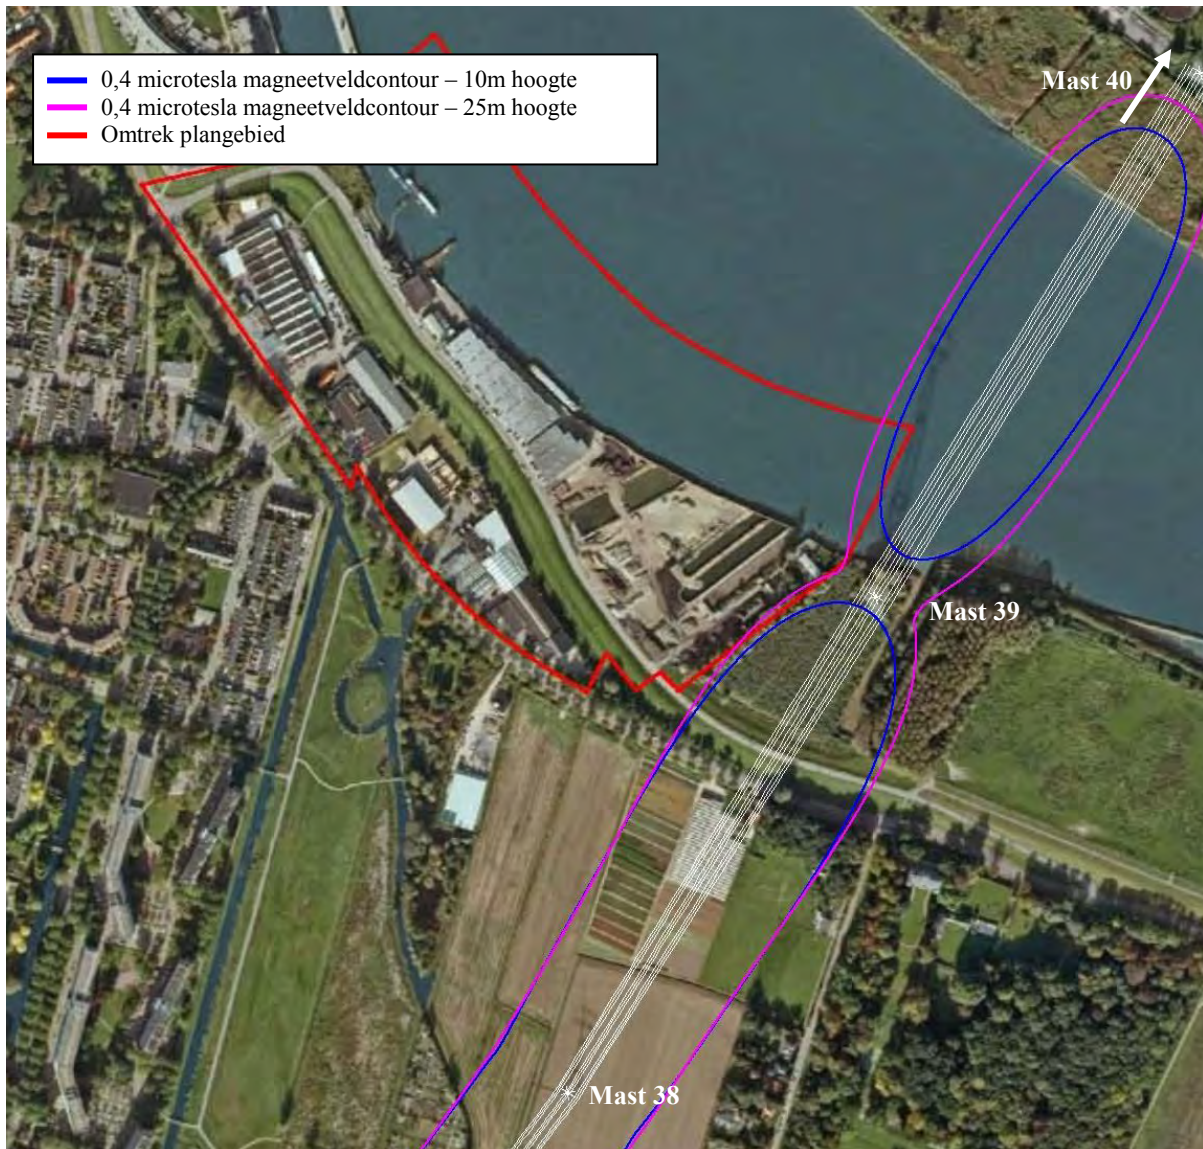 0,4 microtesla magneetveldcontour – 10m hoogte
0,4 microtesla magneetveldcontour – 25m hoogte
Omtrek plangebied
Mast 40
Mast 39
Mast 38